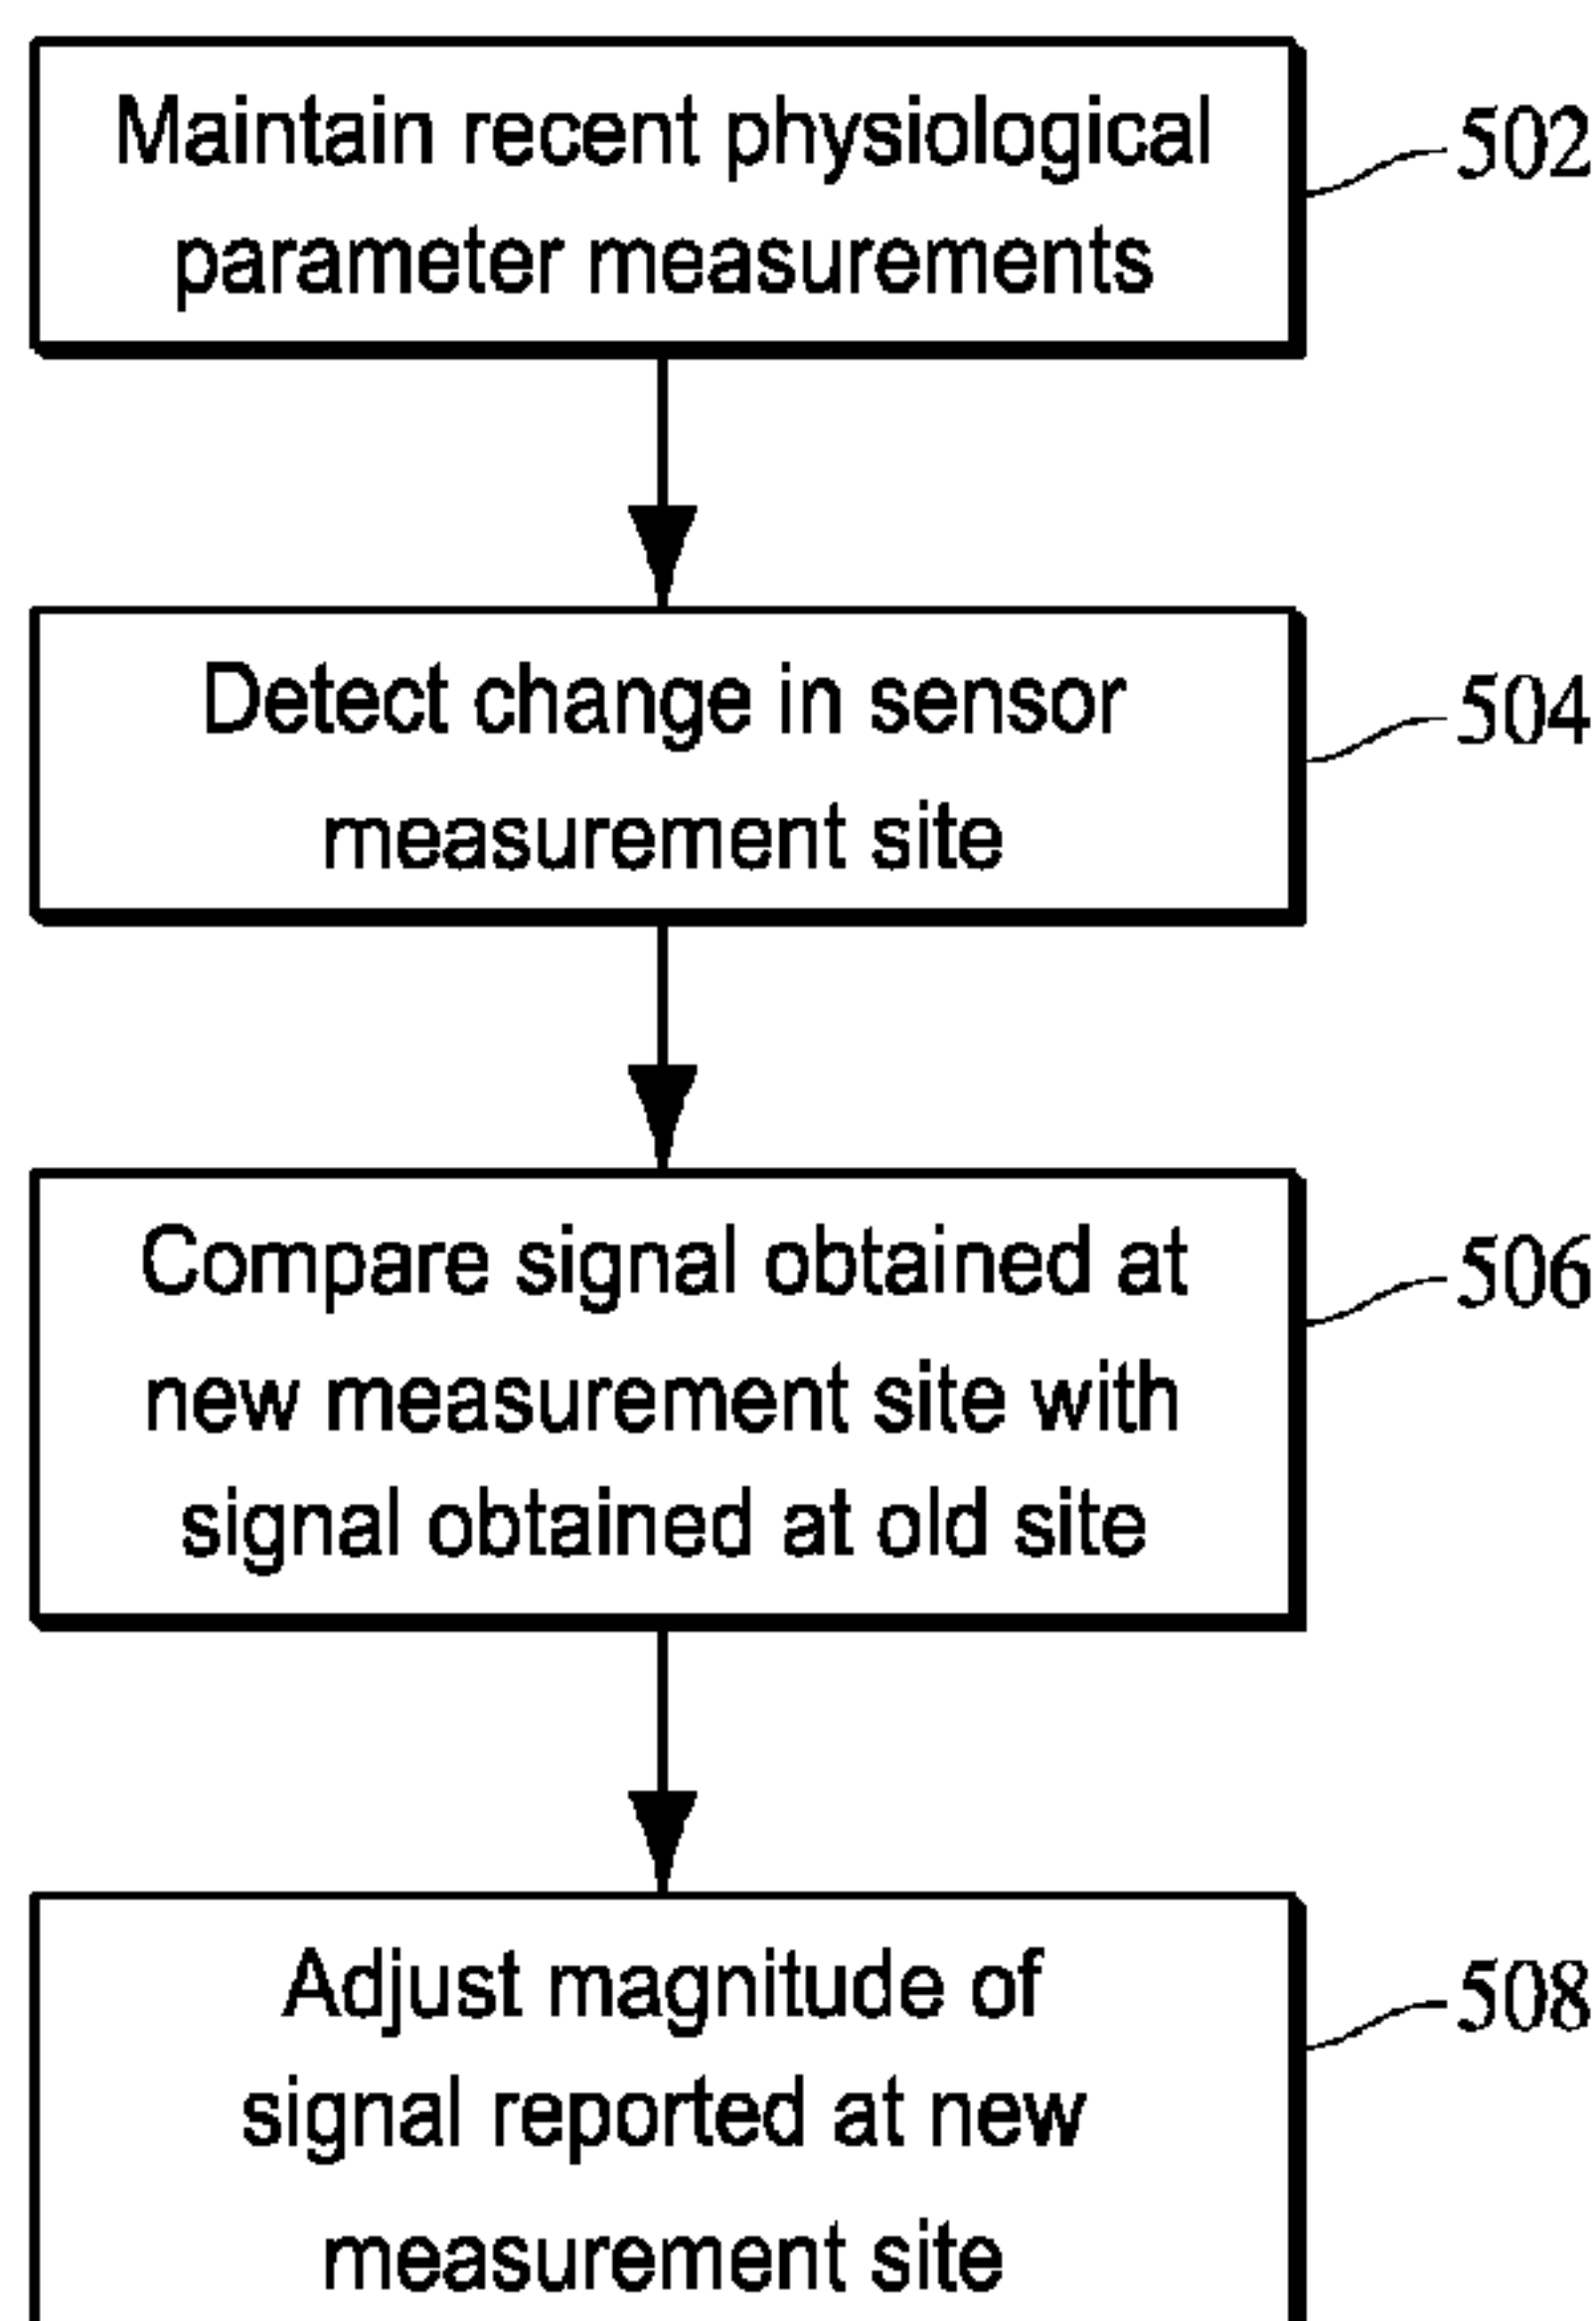 Maintain recent physiological
parameter measurements
502
Detect change in sensor
measurement site
504
Compare signal obtained at
new measurement site with
signal obtained at old site
506
Adjust magnitude of
signal reported at new
measurement site
508